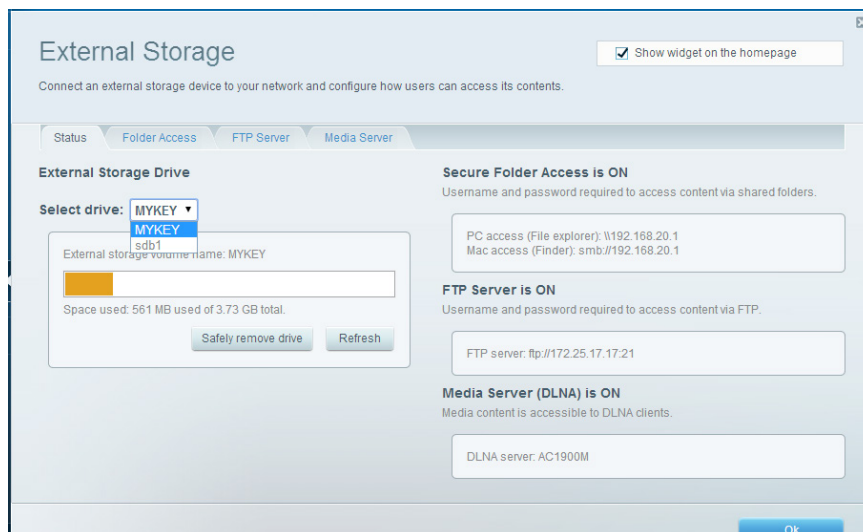 External Storage
Show widget on the homepage
Connect an external storage device to your network and configure how users can access its contents.
Status
Folder Access
FTP Server
Media Server
External Storage Drive
Select drive: MYKEY
MYKEY
sdb1
External storage volume name: MYKEY
Space used: 561 MB used of 3.73 GB total.
Safely remove drive
Refresh
Secure Folder Access is ON
Username and password required to access content via shared folders.
PC access (File explorer): \\192.168.20.1
Mac access (Finder): smb://192.168.20.1
FTP Server is ON
Username and password required to access content via FTP.
FTP server: ftp://172.25.17.17:21
Media Server (DLNA) is ON
Media content is accessible to DLNA clients.
DLNA server: AC1900M
Ok